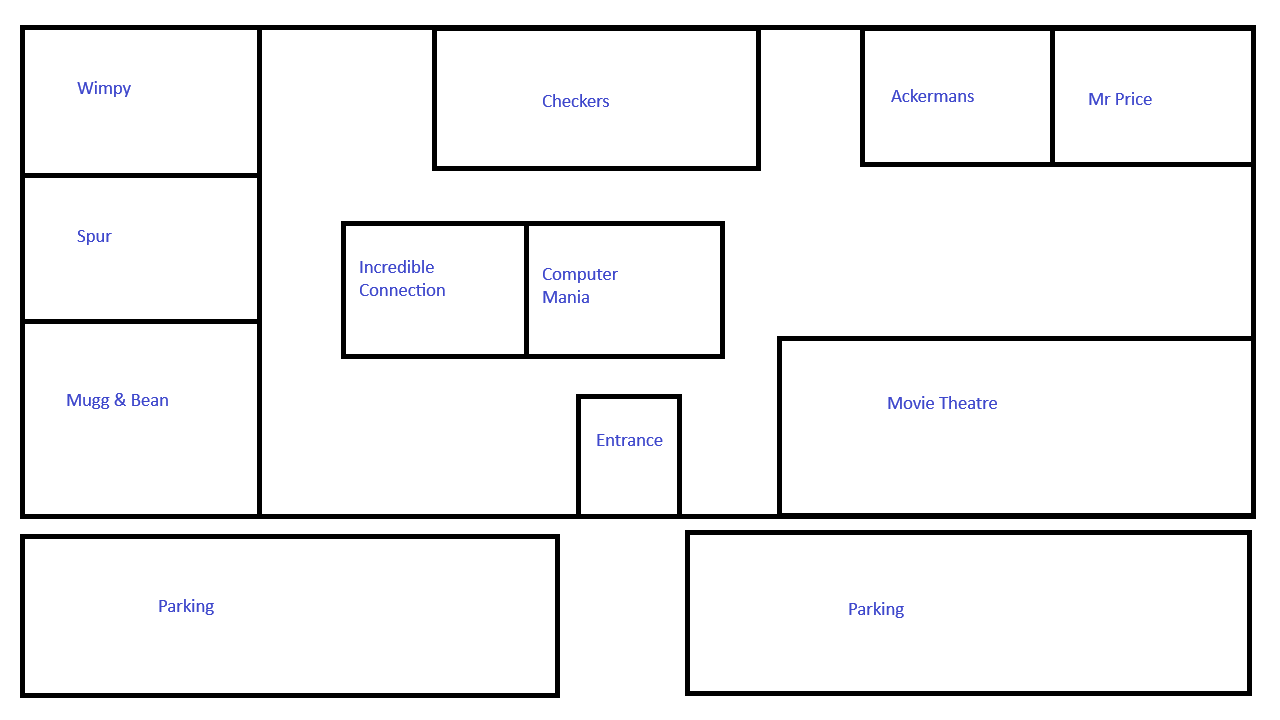 Wimpy
Checkers
Ackermans
Mr Price
Spur
Incredible
Connection
Computer
Mania
Mugg & Bean
Movie Theatre
Entrance
Parking
Parking